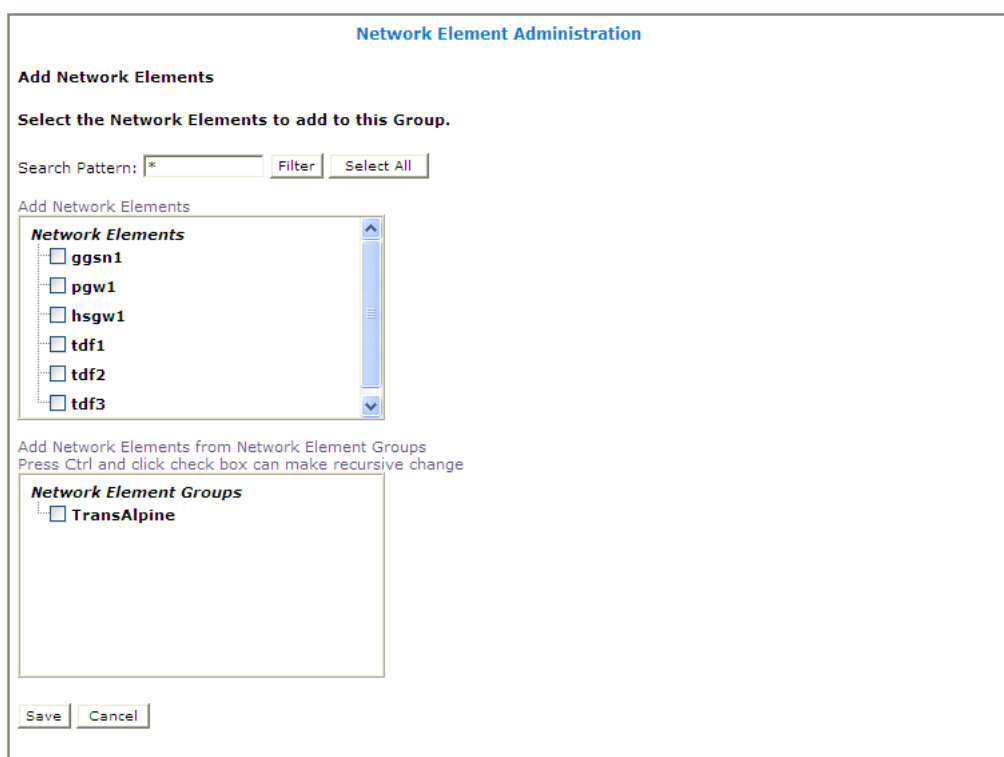 Network Element Administration
Add Network Elements
Select the Network Elements to add to this Group.
Search Pattern: * Filter Select All
Add Network Elements
Network Elements
ggsn1
pgw1
hsgw1
tdf1
tdf2
tdf3
Add Network Elements from Network Element Groups
Press Ctrl and click check box can make recursive change
Network Element Groups
TransAlpine
Save Cancel